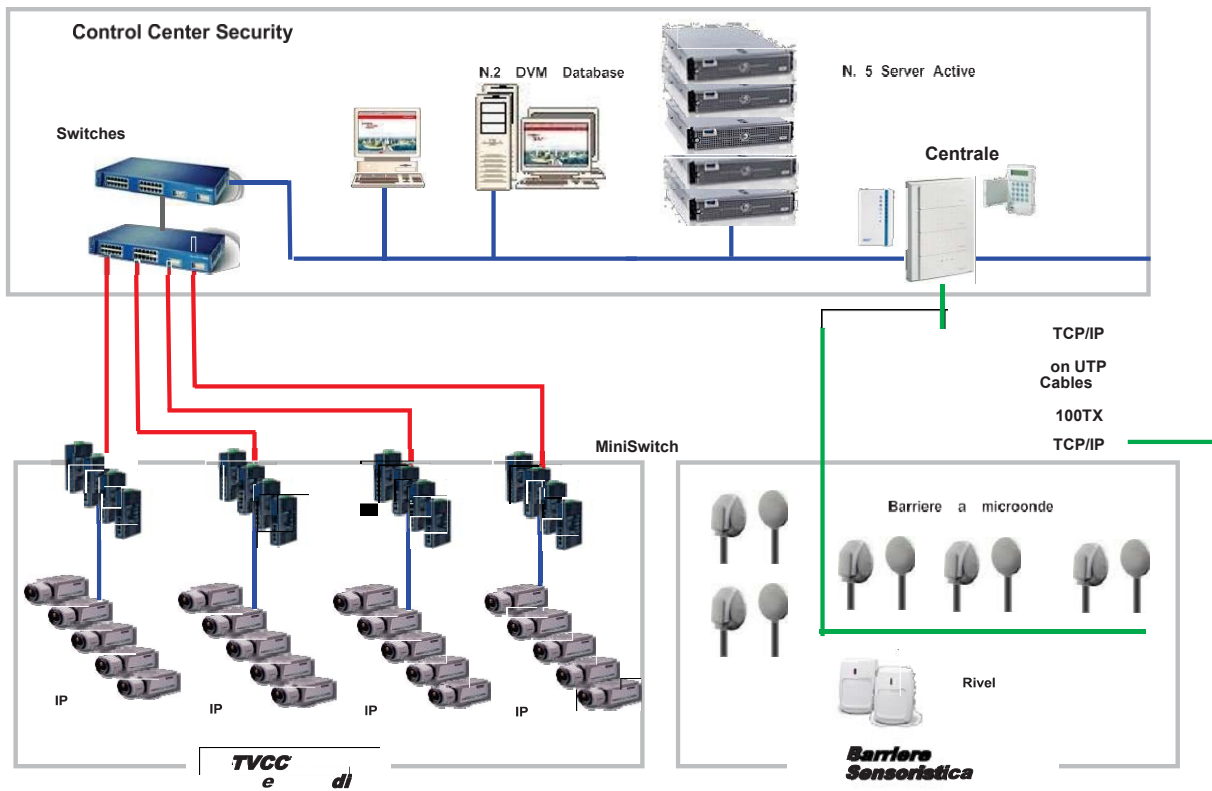 Control Center Security
N.2 DVM Database
N. 5 Server Active
Switches
Centrale
TCP/IP
on UTP
Cables
100TX
TCP/IP
MiniSwitch
Barriere a microonde
IP
IP
IP
IP
Rivel
TVCC
e di
Barriere
Sensoristica